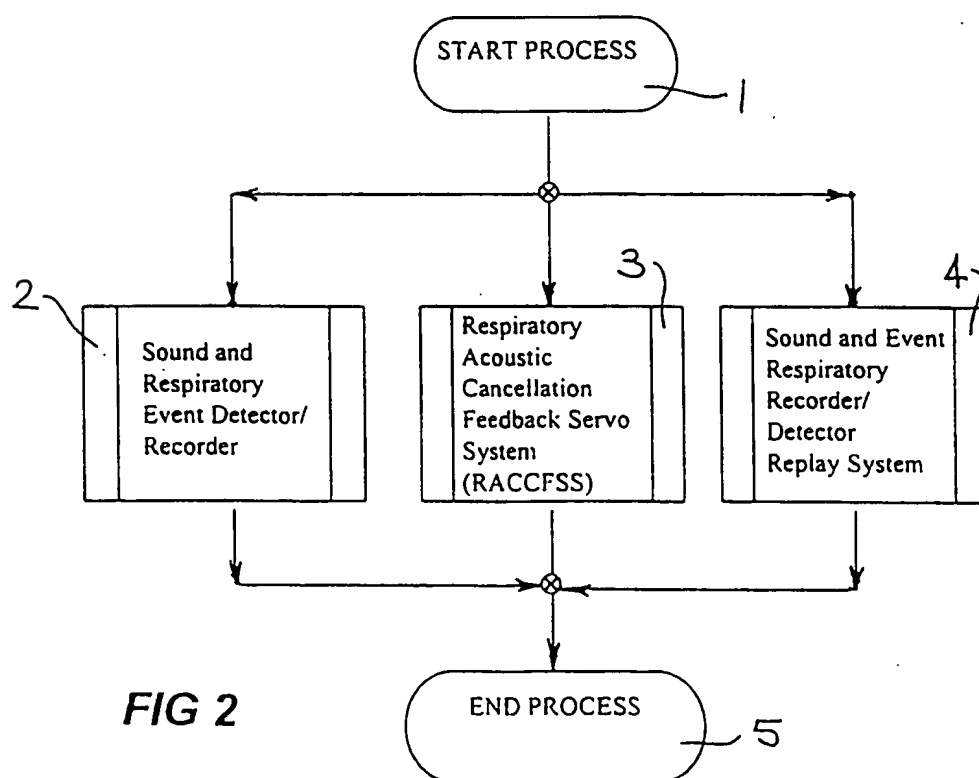 START PROCESS
1
2
Sound and
Respiratory
Event Detector/
Recorder
3
Respiratory
Acoustic
Cancellation
Feedback Servo
System
(RACCFSS)
4
Sound and Event
Respiratory
Recorder/
Detector
Replay System
END PROCESS
5
FIG 2